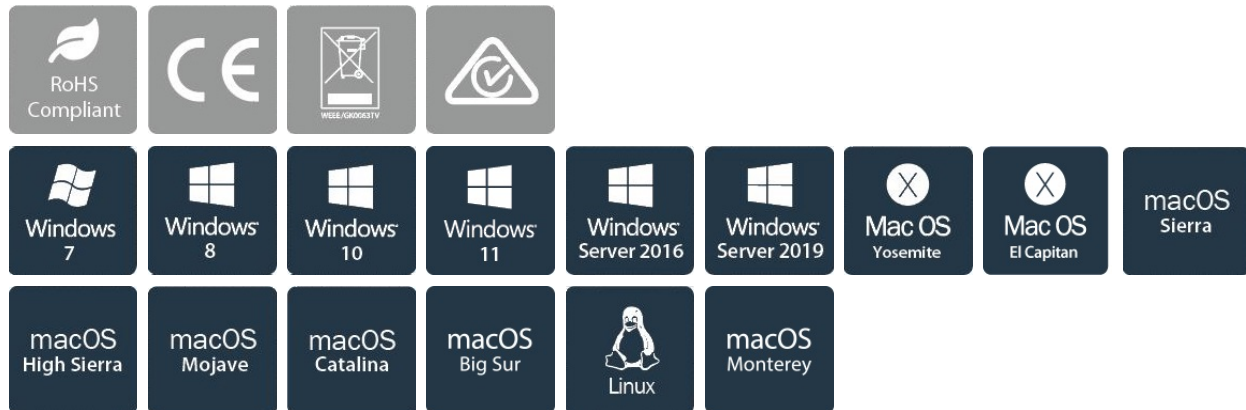 RoHS
Compliant
CE
WEEE/GK0083TV
Windows
7
Windows
8
Windows
10
Windows
11
Windows
Server 2016
Windows
Server 2019
X
Mac OS
Yosemite
X
Mac OS
El Capitan
macOS
Sierra
macOS
High Sierra
macOS
Mojave
macOS
Catalina
macOS
Big Sur
Linux
macOS
Monterey